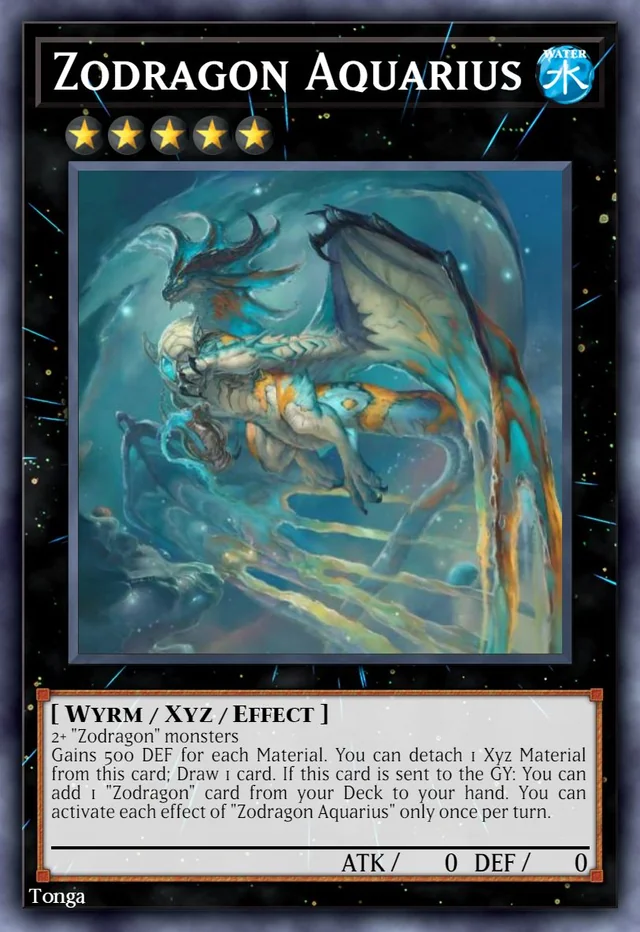 Zodragon Aquarius
WATER
水
[ Wyrm / Xyz / Effect ]
2+ "Zodragon" monsters
Gains 500 DEF for each Material. You can detach 1 Xyz Material
from this card; Draw 1 card. If this card is sent to the GY: You can
add 1 "Zodragon" card from your Deck to your hand. You can
activate each effect of "Zodragon Aquarius" only once per turn.
ATK / 0 DEF / 0
Tonga